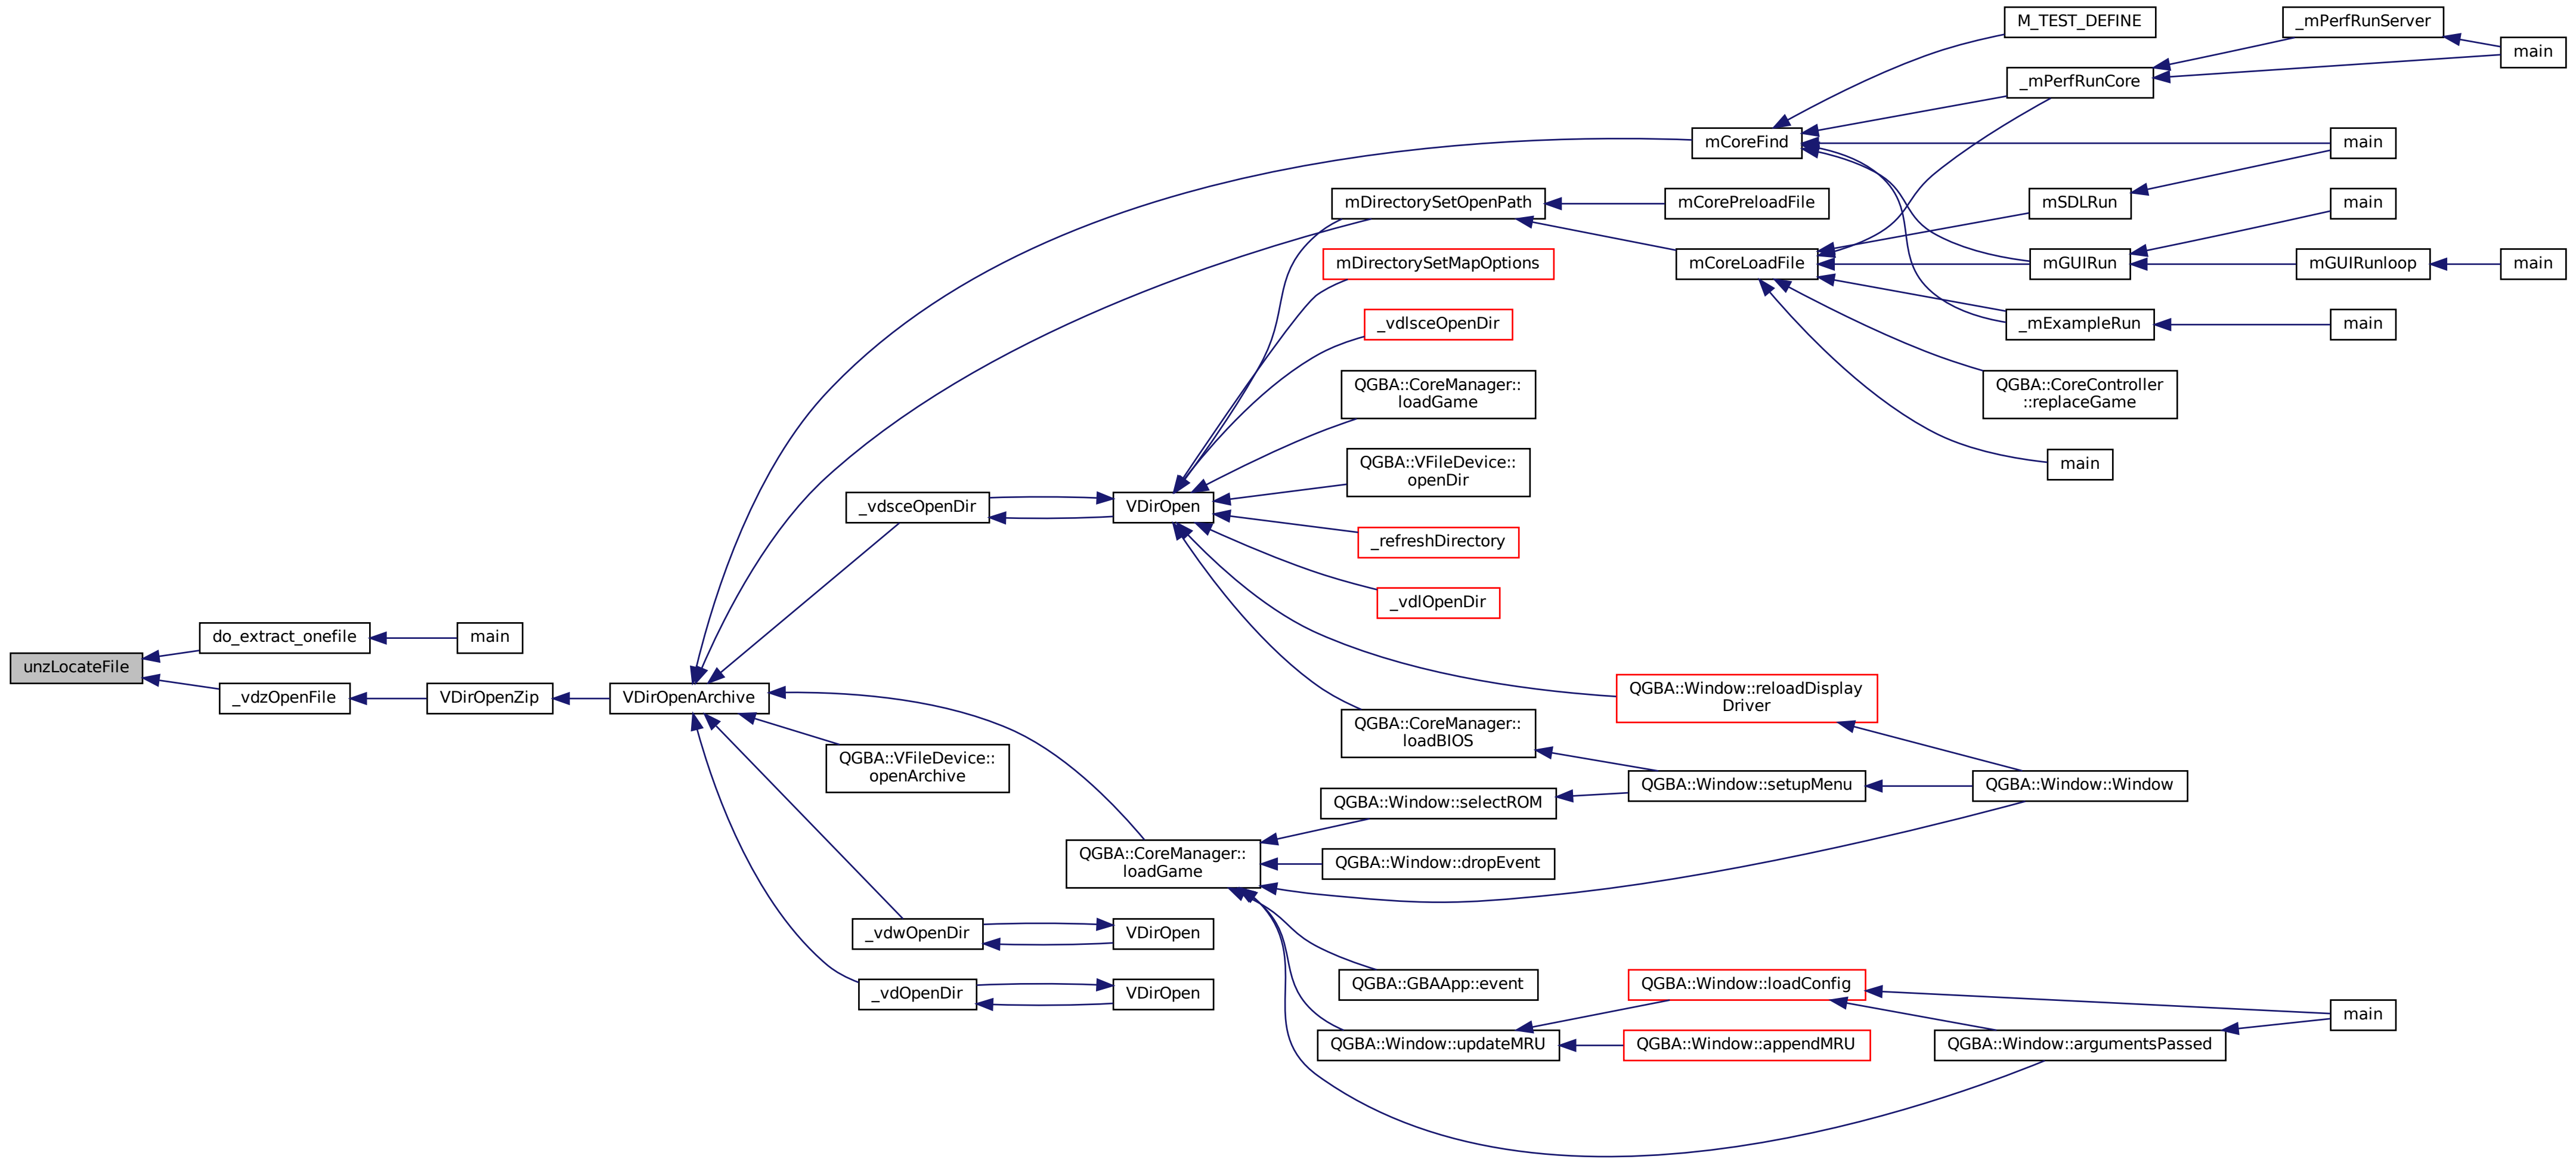 M_TEST_DEFINE
_mPerfRunServer
main
_mPerfRunCore
mCoreFind
main
mDirectorySetOpenPath
mCorePreloadFile
mSDLRun
main
mDirectorySetMapOptions
mCoreLoadFile
mGUIRun
mGUIRunloop
main
_vdlsceOpenDir
_mExampleRun
main
QGBA::CoreManager::
loadGame
QGBA::CoreController
::replaceGame
QGBA::VFileDevice::
openDir
main
_vdsceOpenDir
VDirOpen
_refreshDirectory
_vdlOpenDir
do_extract_onefile
main
unzLocateFile
_vdzOpenFile
VDirOpenZip
VDirOpenArchive
QGBA::Window::reloadDisplay
Driver
QGBA::CoreManager::
loadBIOS
QGBA::VFileDevice::
openArchive
QGBA::Window::setupMenu
QGBA::Window::Window
QGBA::Window::selectROM
QGBA::CoreManager::
loadGame
QGBA::Window::dropEvent
_vdwOpenDir
VDirOpen
QGBA::GBAApp::event
QGBA::Window::loadConfig
_vdOpenDir
VDirOpen
main
QGBA::Window::updateMRU
QGBA::Window::appendMRU
QGBA::Window::argumentsPassed